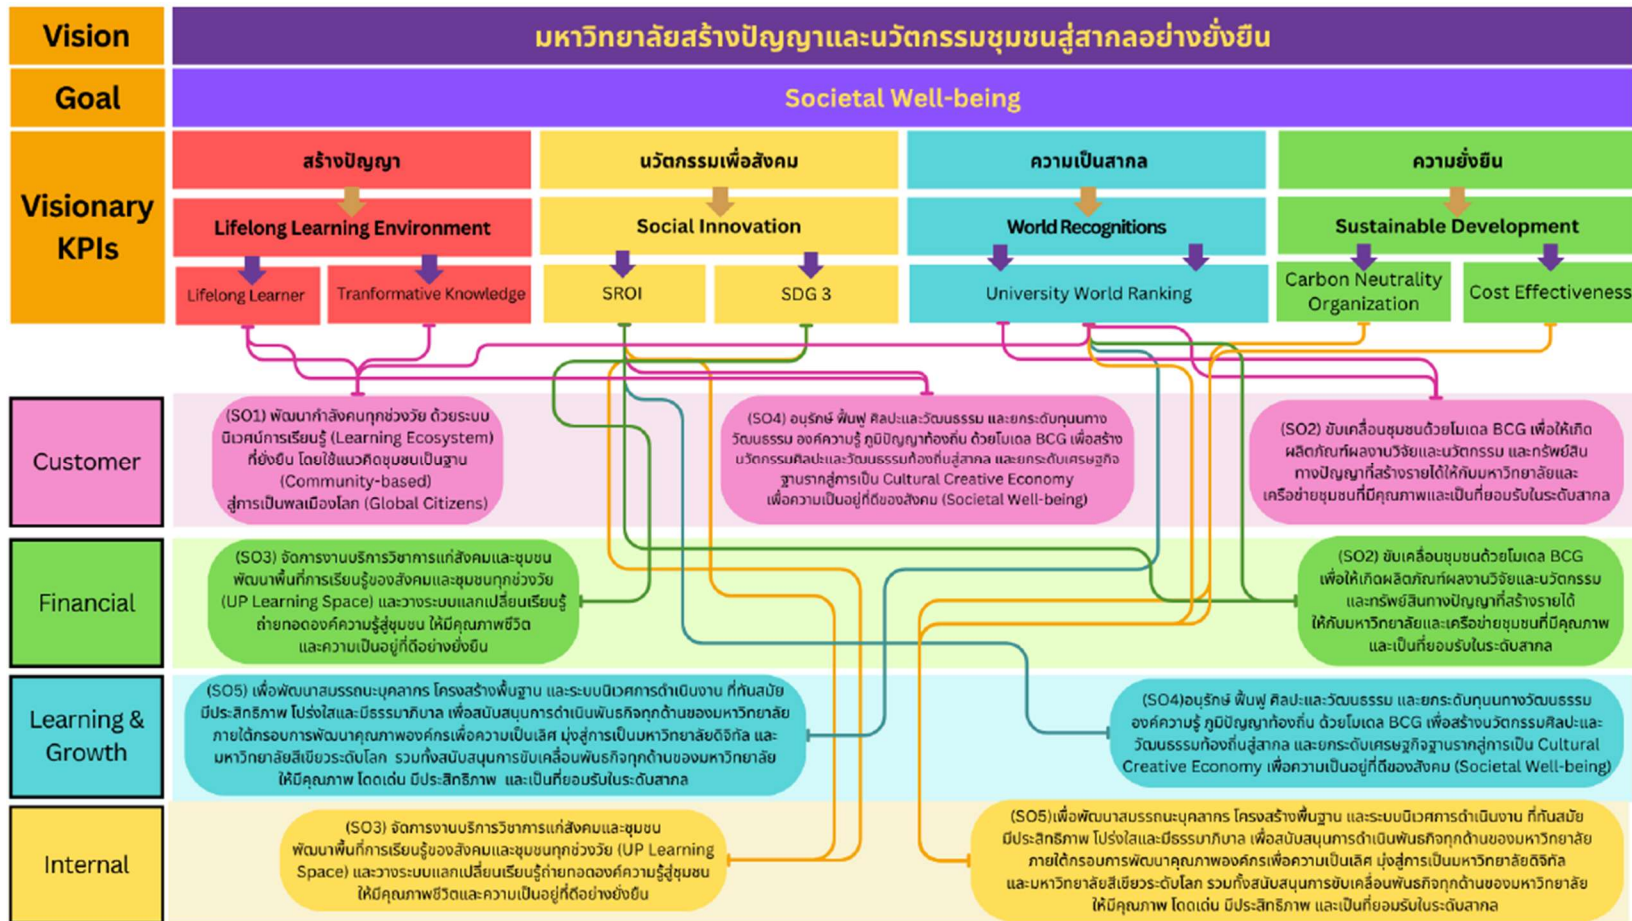 Vision
มหาวิทยาลัยสร้างปัญญาและนวัตกรรมชุมชนสู่สากลอย่างยั่งยืน
Goal
Societal Well-being
Visionary
KPIs
สร้างปัญญา
นวัตกรรมเพื่อสังคม
ความเป็นสากล
ความยั่งยืน
Lifelong Learning Environment
Social Innovation
World Recognitions
Sustainable Development
Lifelong Learner
Tranformative Knowledge
SROI
SDG 3
University World Ranking
Carbon Neutrality
Organization
Cost Effectiveness
Customer
(SO1) พัฒนากำลังคนทุกช่วงวัย ด้วยระบบ
นิเวศน์การเรียนรู้ (Learning Ecosystem)
ที่ยั่งยืน โดยใช้แนวคิดชุมชนเป็นฐาน
(Community-based)
สู่การเป็นพลเมืองโลก (Global Citizens)
(SO4) อนุรักษ์ ฟื้นฟู ศิลปะและวัฒนธรรม และยกระดับทุนทาง
วัฒนธรรม องค์ความรู้ ภูมิปัญญาท้องถิ่น ด้วยโมเดล BCG เพื่อสร้าง
นวัตกรรมศิลปะและวัฒนธรรมท้องถิ่นสู่สากล และยกระดับเศรษฐกิจ
ฐานรากสู่การเป็น Cultural Creative Economy
เพื่อความเป็นอยู่ที่ดีของสังคม (Societal Well-being)
(SO2) ขับเคลื่อนชุมชนด้วยโมเดล BCG เพื่อให้เกิด
ผลิตภัณฑ์ผลงานวิจัยและนวัตกรรม และทรัพย์สิน
ทางปัญญาที่สร้างรายได้ให้กับมหาวิทยาลัยและ
เครือข่ายชุมชนที่มีคุณภาพและเป็นที่ยอมรับในระดับสากล
Financial
(SO3) จัดการงานบริการวิชาการแก่สังคมและชุมชน
พัฒนาพื้นที่การเรียนรู้ของสังคมและชุมชนทุกช่วงวัย
(UP Learning Space) และวางระบบแลกเปลี่ยนเรียนรู้
ถ่ายทอดองค์ความรู้สู่ชุมชน ให้มีคุณภาพชีวิต
และความเป็นอยู่ที่ดีอย่างยั่งยืน
(SO2) ขับเคลื่อนชุมชนด้วยโมเดล BCG
เพื่อให้เกิดผลิตภัณฑ์ผลงานวิจัยและนวัตกรรม
และทรัพย์สินทางปัญญาที่สร้างรายได้
ให้กับมหาวิทยาลัยและเครือข่ายชุมชนที่มีคุณภาพ
และเป็นที่ยอมรับในระดับสากล
Learning &
Growth
(SO5) เพื่อพัฒนาสมรรถนะบุคลากร โครงสร้างพื้นฐาน และระบบนิเวศการดำเนินงาน ที่ทันสมัย
มีประสิทธิภาพ โปร่งใสและมีธรรมาภิบาล เพื่อสนับสนุนการดำเนินพันธกิจทุกด้านของมหาวิทยาลัย
ภายใต้กรอบการพัฒนาคุณภาพองค์กรเพื่อความเป็นเลิศ มุ่งสู่การเป็นมหาวิทยาลัยดิจิทัล และ
มหาวิทยาลัยสีเขียวระดับโลก รวมทั้งสนับสนุนการขับเคลื่อนพันธกิจทุกด้านของมหาวิทยาลัย
ให้มีคุณภาพ โดดเด่น มีประสิทธิภาพ และเป็นที่ยอมรับในระดับสากล
(SO4)อนุรักษ์ ฟื้นฟู ศิลปะและวัฒนธรรม และยกระดับทุนทางวัฒนธรรม
องค์ความรู้ ภูมิปัญญาท้องถิ่น ด้วยโมเดล BCG เพื่อสร้างนวัตกรรมศิลปะและ
วัฒนธรรมท้องถิ่นสู่สากล และยกระดับเศรษฐกิจฐานรากสู่การเป็น Cultural
Creative Economy เพื่อความเป็นอยู่ที่ดีของสังคม (Societal Well-being)
Internal
(SO3) จัดการงานบริการวิชาการแก่สังคมและชุมชน
พัฒนาพื้นที่การเรียนรู้ของสังคมและชุมชนทุกช่วงวัย (UP Learning
Space) และวางระบบแลกเปลี่ยนเรียนรู้ถ่ายทอดองค์ความรู้สู่ชุมชน
ให้มีคุณภาพชีวิตและความเป็นอยู่ที่ดีอย่างยั่งยืน
(SO5)เพื่อพัฒนาสมรรถนะบุคลากร โครงสร้างพื้นฐาน และระบบนิเวศการดำเนินงาน ที่ทันสมัย
มีประสิทธิภาพ โปร่งใสและมีธรรมาภิบาล เพื่อสนับสนุนการดำเนินพันธกิจทุกด้านของมหาวิทยาลัย
ภายใต้กรอบการพัฒนาคุณภาพองค์กรเพื่อความเป็นเลิศ มุ่งสู่การเป็นมหาวิทยาลัยดิจิทัล
และมหาวิทยาลัยสีเขียวระดับโลก รวมทั้งสนับสนุนการขับเคลื่อนพันธกิจทุกด้านของมหาวิทยาลัย
ให้มีคุณภาพ โดดเด่น มีประสิทธิภาพ และเป็นที่ยอมรับในระดับสากล